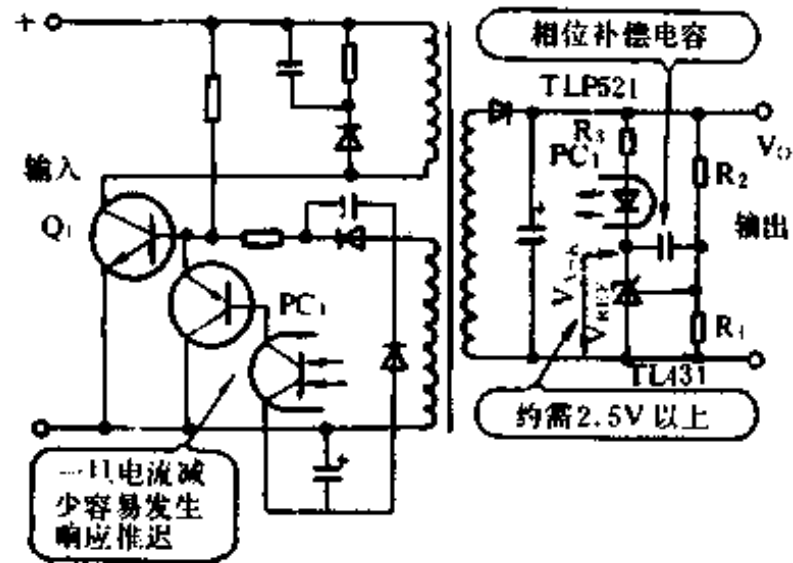 +
相位补偿电容
TLP521
R3
PC1
VO
R2
输入
Q1
输出
PC1
VREF
R1
TL431
约需2.5V以上
一旦电流减
少容易发生
响应推迟